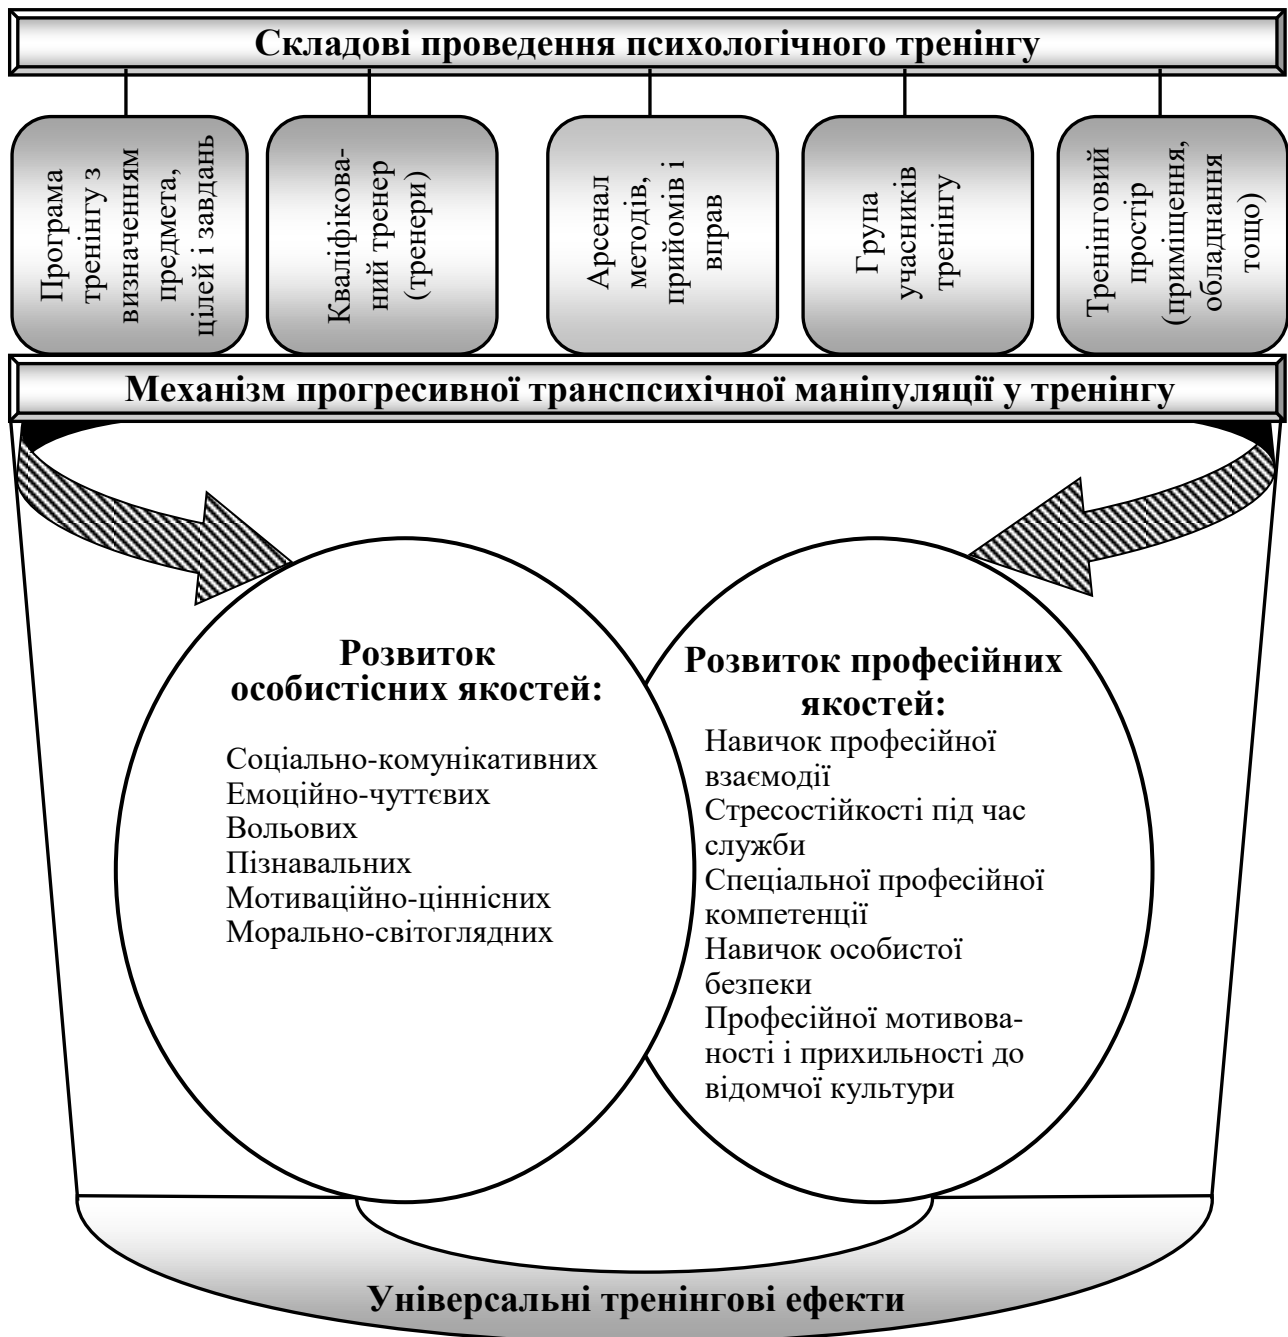 Складові проведення психологічного тренінгу
Програма
тренінгу з
визначенням
предмета,
цілей і завдань
Кваліфікова-
ний тренер
(тренери)
Арсенал
методів,
прийомів і
вправ
Група
учасників
тренінгу
Тренінговий
простір
(приміщення,
обладнання
тощо)
Механізм прогресивної транспсихічної маніпуляції у тренінгу
Розвиток
особистісних якостей:
Соціально-комунікативних
Емоційно-чуттєвих
Вольових
Пізнавальних
Мотиваційно-ціннісних
Морально-світоглядних
Розвиток професійних
якостей:
Навичок професійної
взаємодії
Стресостійкості під час
служби
Спеціальної професійної
компетенції
Навичок особистої
безпеки
Професійної мотивова-
ності і прихильності до
відомчої культури
Універсальні тренінгові ефекти